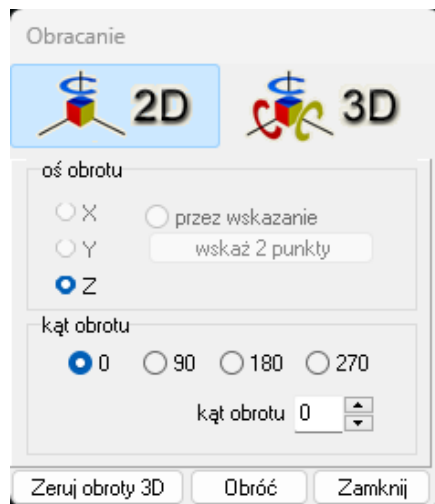 Obracanie
2D 3D
oś obrotu
X przez wskazanie
Y wskaż 2 punkty
Z
kąt obrotu
0 90 180 270
kąt obrotu 0
Zeruj obroty 3D Obróć Zamknij